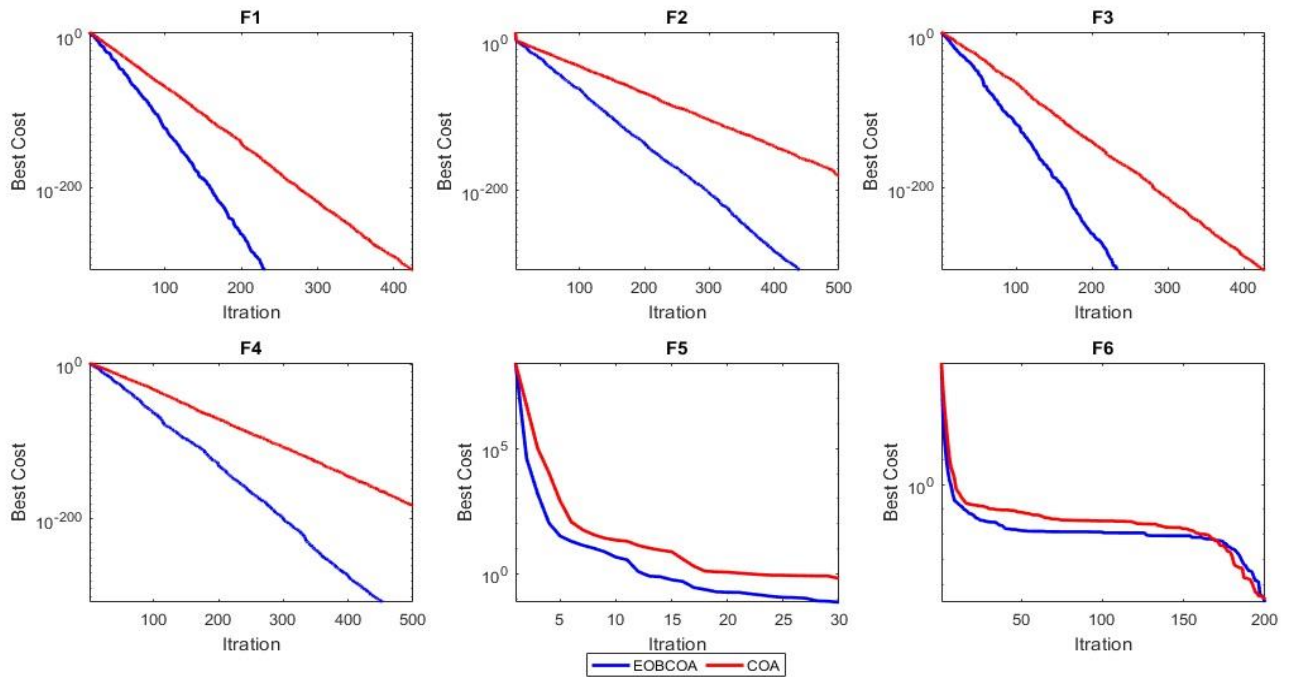 F1
10^0
10^-200
Best Cost
100 200 300 400
Itration
F2
10^0
10^-200
Best Cost
100 200 300 400 500
Itration
F3
10^0
10^-200
Best Cost
100 200 300 400
Itration
F4
10^0
10^-200
Best Cost
100 200 300 400 500
Itration
F5
10^5
10^0
Best Cost
5 10 15 20 25 30
Itration
F6
10^0
Best Cost
50 100 150 200
Itration
EOBCOA COA